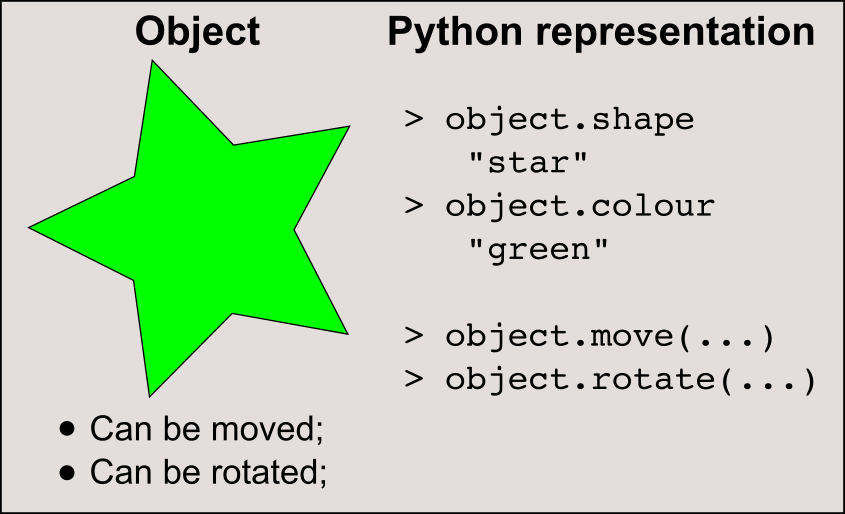 Object
• Can be moved;
• Can be rotated;
Python representation
> object.shape
"star"
> object.colour
"green"
> object.move(...)
> object.rotate(...)